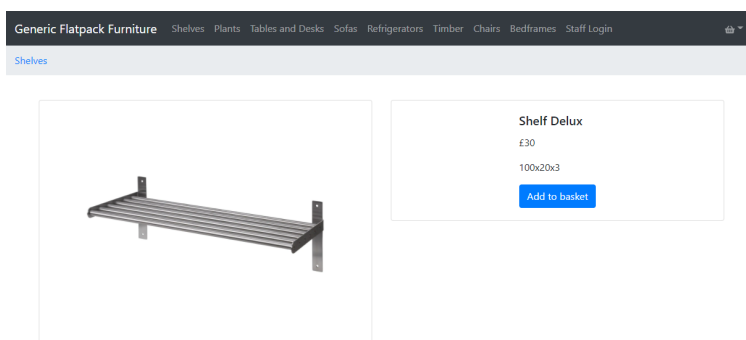 Generic Flatpack Furniture Shelves Plants Tables and Desks Sofas Refrigerators Timber Chairs Bedframes Staff Login
Shelves
Shelf Delux
£30
100x20x3
Add to basket